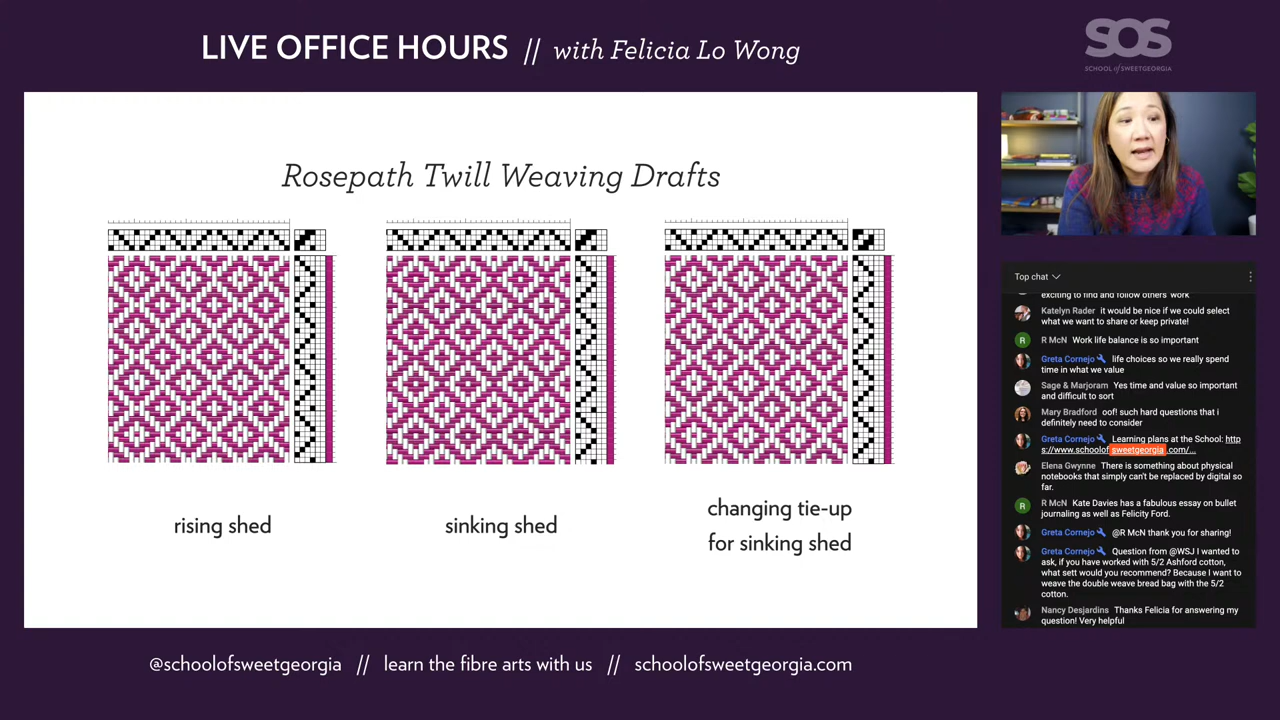 LIVE OFFICE HOURS // with Felicia Lo Wong
SOS
SCHOOL of SWEETGEORGIA
Rosepath Twill Weaving Drafts
rising shed
sinking shed
changing tie-up
for sinking shed
Top chat
exciting to find and follow others' work
Katelyn Rader it would be nice if we could select
what we want to share or keep private!
R
R McN Work life balance is so important
Greta Cornejo life choices so we really spend
time in what we value
Sage & Marjoram Yes time and value so important
and difficult to sort
Mary Bradford oof! such hard questions that i
definitely need to consider
Greta Cornejo Learning plans at the School: http
s://www.schoolofsweetgeorgia.com/...
Elena Gwynne There is something about physical
notebooks that simply can't be replaced by digital so
far.
R
R McN Kate Davies has a fabulous essay on bullet
journaling as well as Felicity Ford.
Greta Cornejo @R McN thank you for sharing!
Greta Cornejo Question from @WSJ I wanted to
ask, if you have worked with 5/2 Ashford cotton,
what sett would you recommend? Because I want to
weave the double weave bread bag with the 5/2
cotton.
Nancy Desjardins Thanks Felicia for answering my
question! Very helpful
@schoolofsweetgeorgia // learn the fibre arts with us // schoolofsweetgeorgia.com